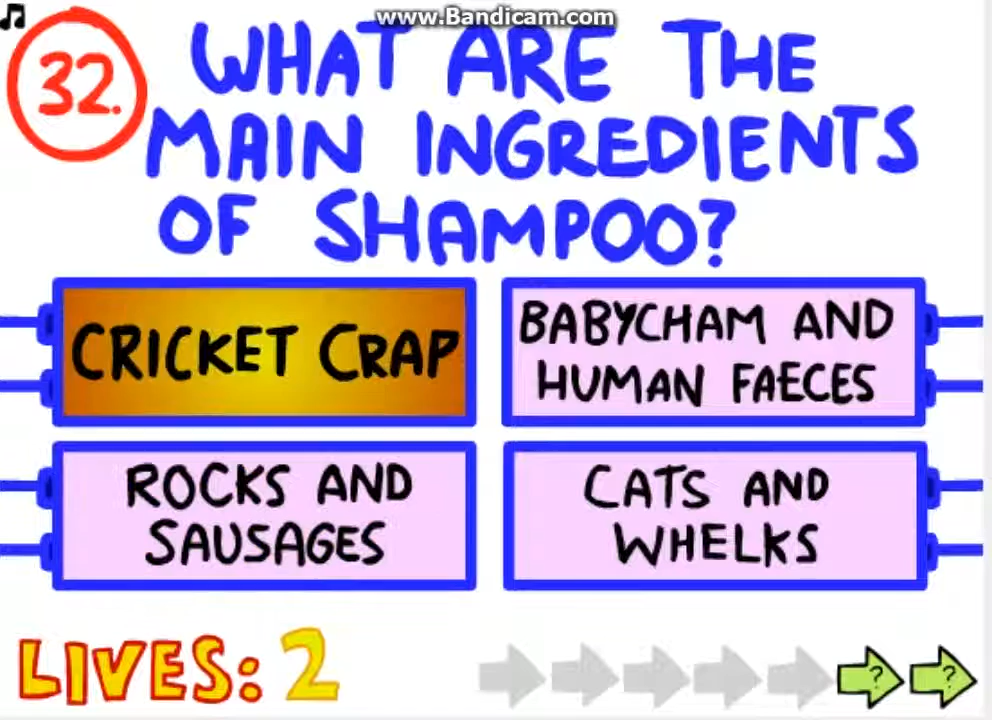 www.Bandicam.com
32.
WHAT ARE THE
MAIN INGREDIENTS
OF SHAMPOO?
CRICKET CRAP
BABYCHAM AND
HUMAN FAECES
ROCKS AND
SAUSAGES
CATS AND
WHELKS
LIVES: 2
? ?